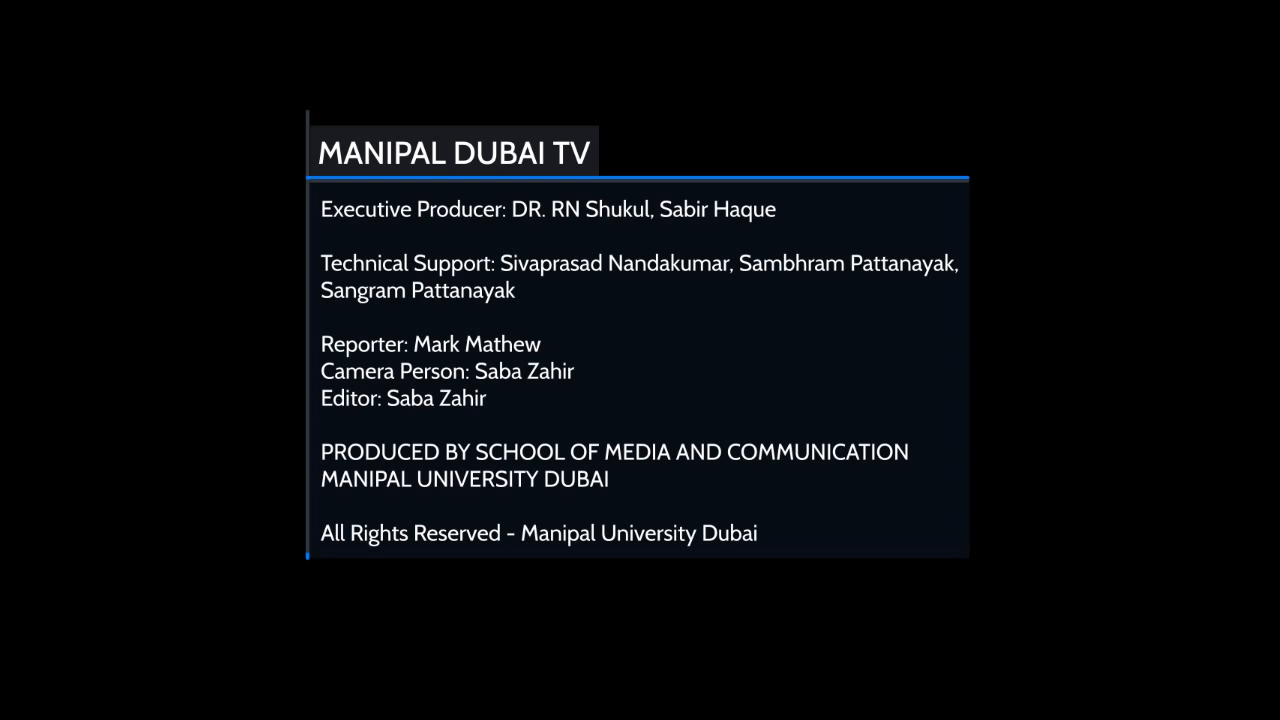 MANIPAL DUBAI TV
Executive Producer: DR. RN Shukul, Sabir Haque
Technical Support: Sivaprasad Nandakumar, Sambhram Pattanayak,
Sangram Pattanayak
Reporter: Mark Mathew
Camera Person: Saba Zahir
Editor: Saba Zahir
PRODUCED BY SCHOOL OF MEDIA AND COMMUNICATION
MANIPAL UNIVERSITY DUBAI
All Rights Reserved - Manipal University Dubai